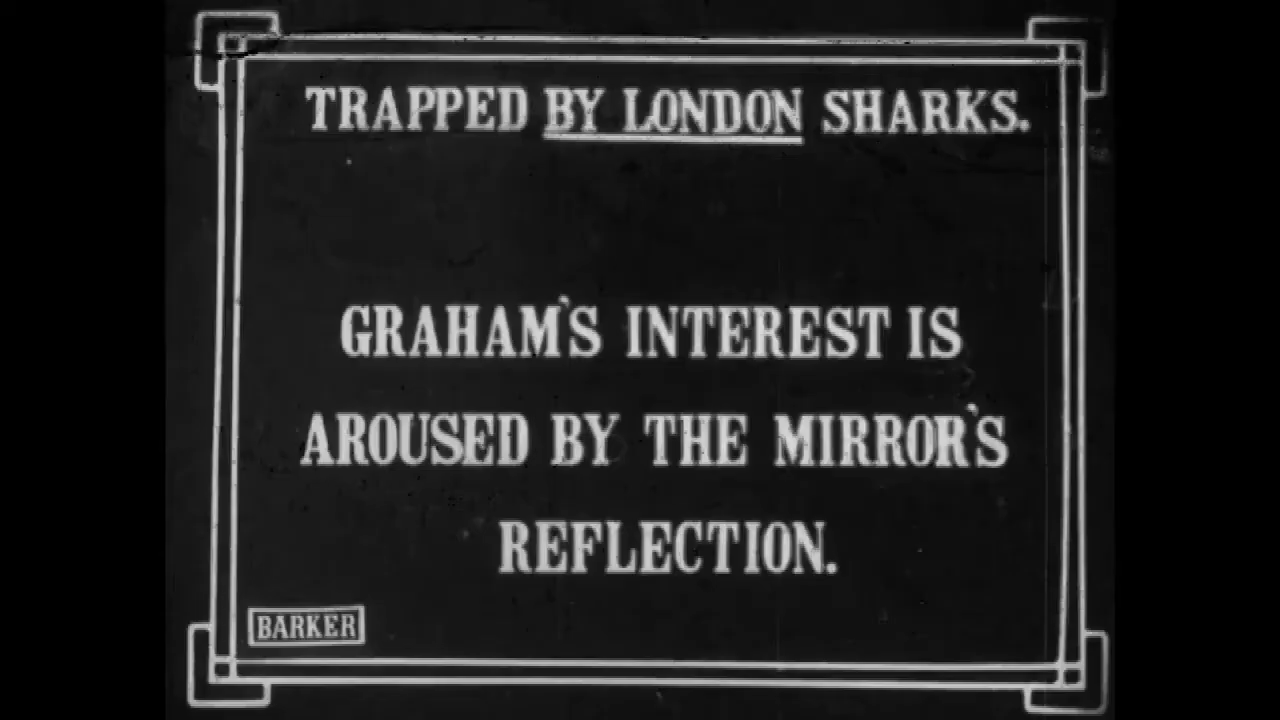 TRAPPED BY LONDON SHARKS.
GRAHAM'S INTEREST IS
AROUSED BY THE MIRROR'S
REFLECTION.
BARKER